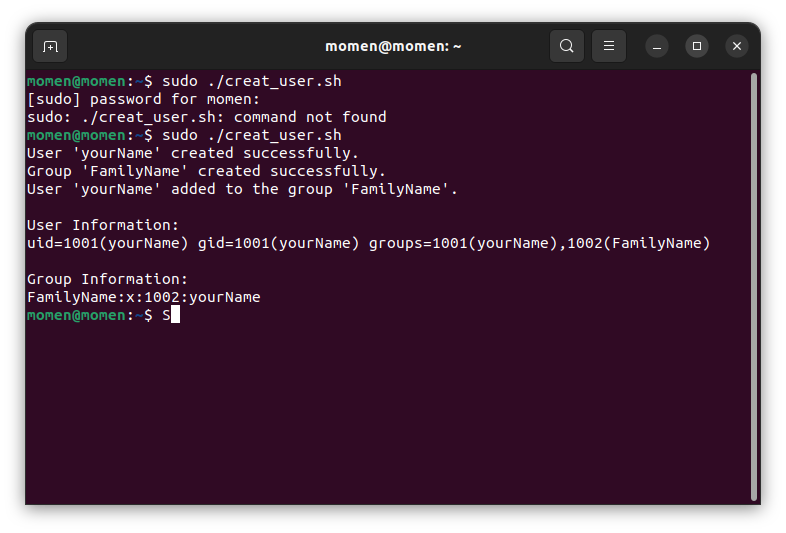 momen@momen: ~
momen@momen:~$ sudo ./creat_user.sh
[sudo] password for momen:
sudo: ./creat_user.sh: command not found
momen@momen:~$ sudo ./creat_user.sh
User 'yourName' created successfully.
Group 'FamilyName' created successfully.
User 'yourName' added to the group 'FamilyName'.
User Information:
uid=1001(yourName) gid=1001(yourName) groups=1001(yourName),1002(FamilyName)
Group Information:
FamilyName:x:1002:yourName
momen@momen:~$ S